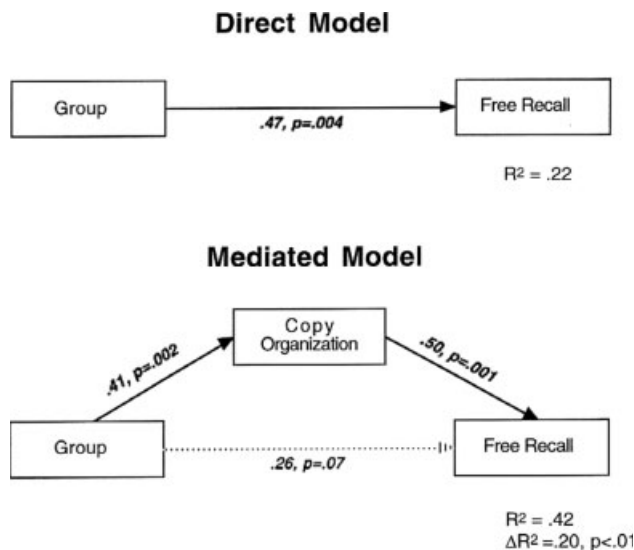 Direct Model
Group
Free Recall
.47, p=.004
R² = .22
Mediated Model
Copy
Organization
.41, p=.002
.50, p=.001
Group
Free Recall
.26, p=.07
R² = .42
ΔR² =.20, p<.01